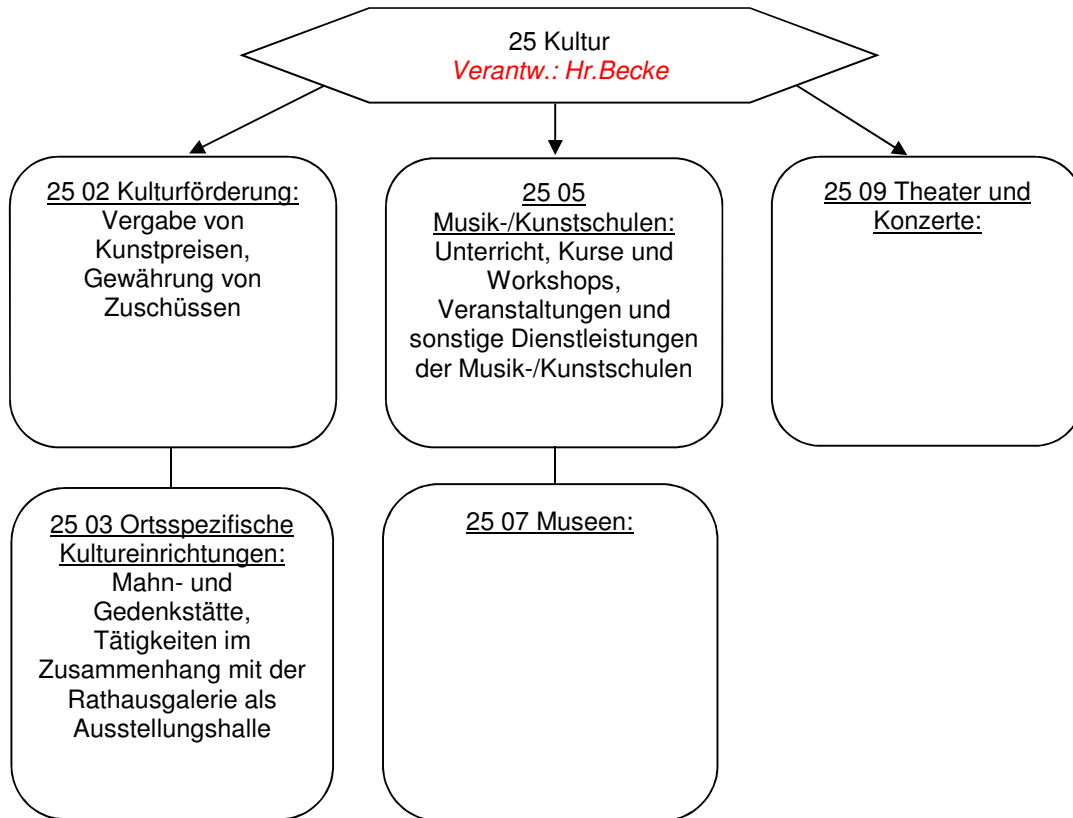 25 Kultur
Verantw.: Hr.Becke
25 02 Kulturförderung:
Vergabe von
Kunstpreisen,
Gewährung von
Zuschüssen
25 05
Musik-/Kunstschulen:
Unterricht, Kurse und
Workshops,
Veranstaltungen und
sonstige Dienstleistungen
der Musik-/Kunstschulen
25 09 Theater und
Konzerte:
25 03 Ortsspezifische
Kultureinrichtungen:
Mahn- und
Gedenkstätte,
Tätigkeiten im
Zusammenhang mit der
Rathausgalerie als
Ausstellungshalle
25 07 Museen: